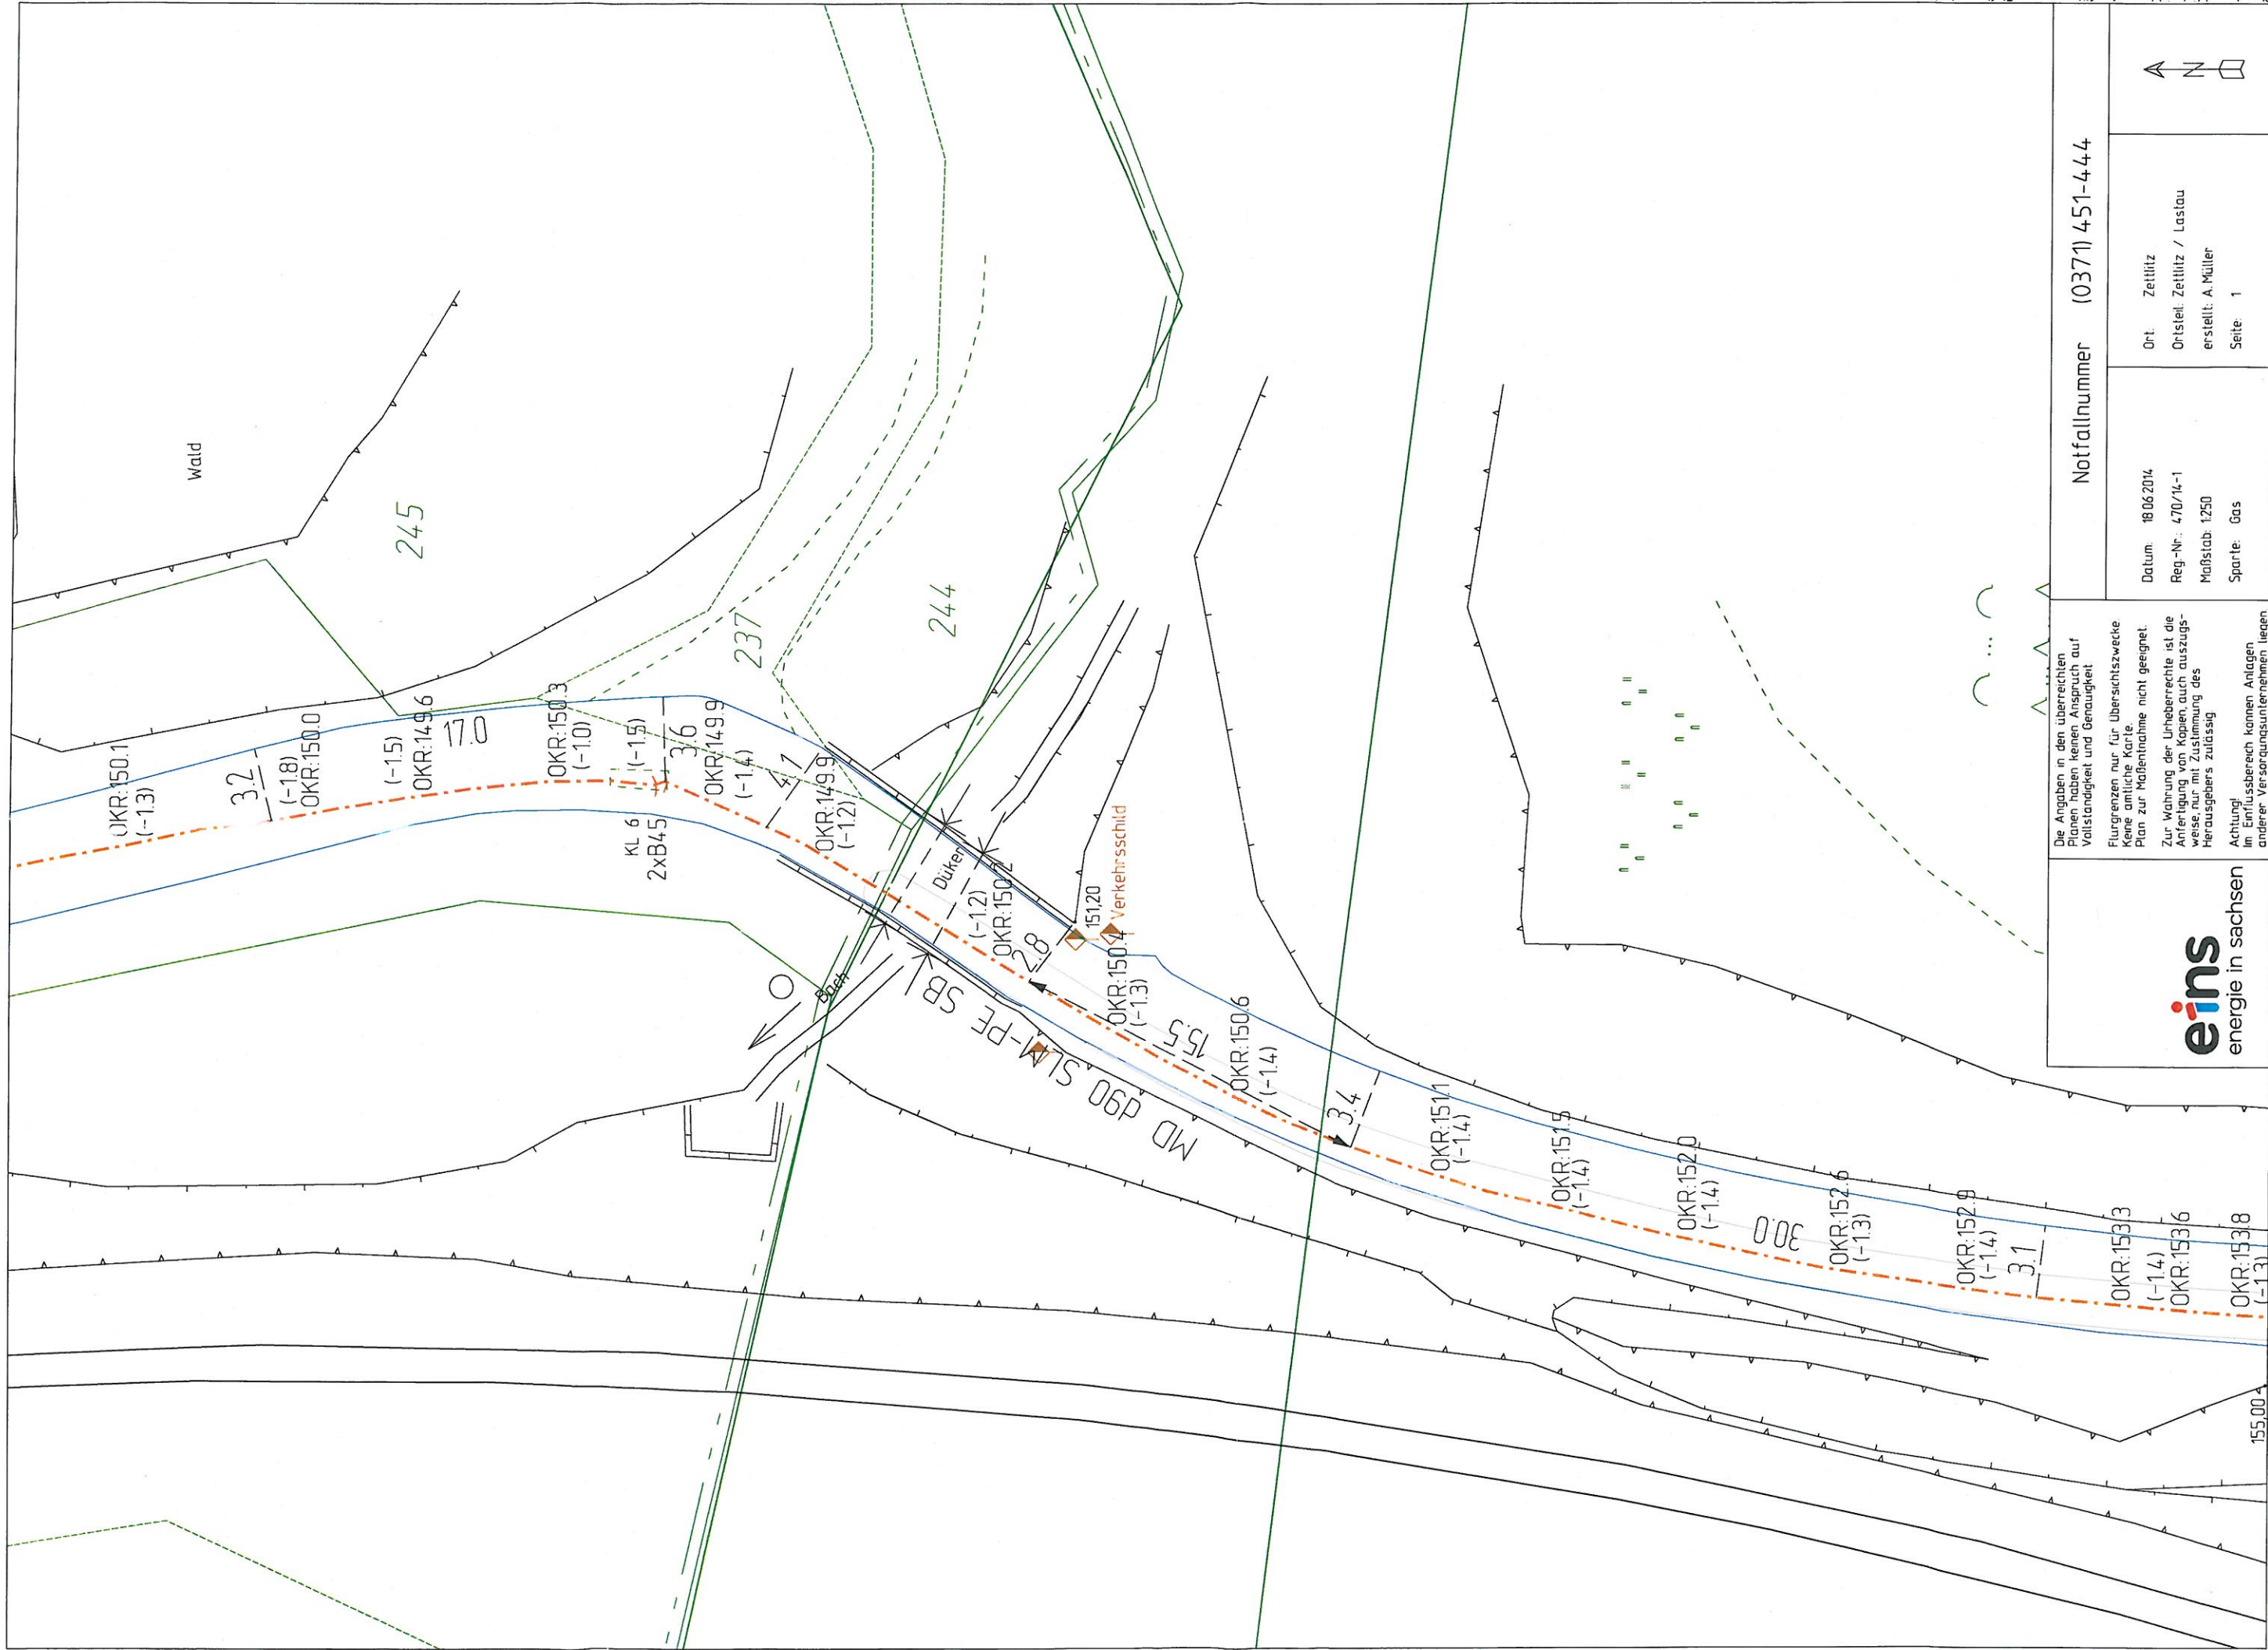 Wald
245
237
244
OKR:150.1
(-1.3)
3.2
(-1.8)
OKR:150.0
(-1.5)
OKR:149.6
17.0
OKR:150.3
(-1.0)
(-1.5)
3.6
KL 6
2xB45
OKR:149.9
(-1.4)
4.1
OKR:149.9
(-1.2)
Düker
Bach
(-1.2)
OKR:150.2
2.8
151,20
Verkehrsschild
OKR:150.4
(-1.3)
MD d90 SLM-PE SBI
15.5
OKR:150.6
(-1.4)
3.4
OKR:151.1
(-1.4)
OKR:151.5
(-1.4)
OKR:152.0
(-1.4)
30.0
OKR:152.6
(-1.3)
OKR:152.9
(-1.4)
3.1
OKR:153.3
(-1.4)
OKR:153.6
OKR:153.8
(-1.3)
155,00
eins
energie in sachsen
Die Angaben in den überreichten
Plänen haben keinen Anspruch auf
Vollständigkeit und Genauigkeit
Flurgrenzen nur für Übersichtszwecke
Keine amtliche Karte.
Plan zur Maßentnahme nicht geeignet.
Zur Wahrung der Urheberrechte ist die
Anfertigung von Kopien, auch auszugs-
weise, nur mit Zustimmung des
Herausgebers zulässig
Achtung!
Im Einflussbereich können Anlagen
anderer Versorgungsunternehmen liegen
Notfallnummer (0371) 451-444
Datum: 18.06.2014
Reg.-Nr.: 470/14-1
Maßstab: 1:250
Sparte: Gas
Ort: Zettlitz
Ortsteil: Zettlitz / Lastau
erstellt: A.Müller
Seite: 1
N